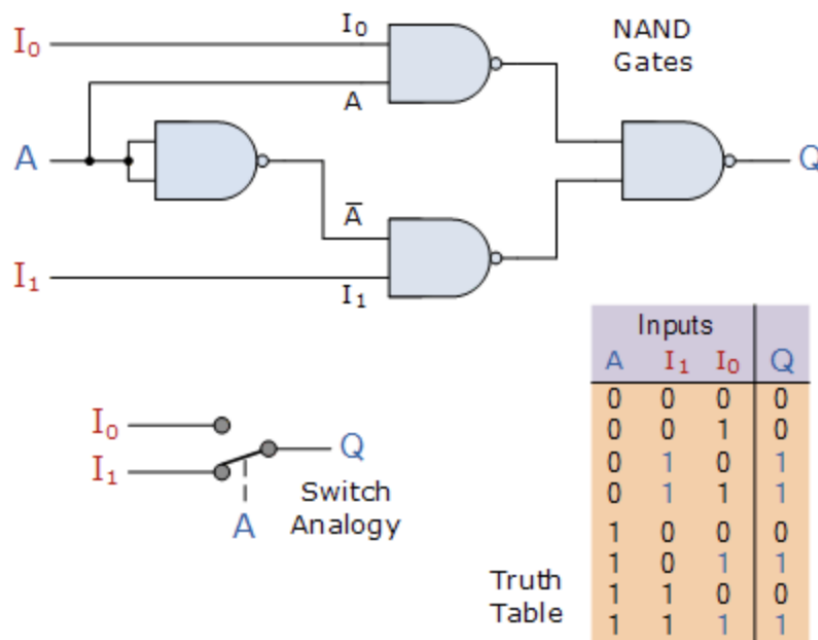 I₀
I₀
NAND
Gates
A
A
Q
A̅
I₁
I₁
Inputs
A I₁ I₀ Q
0 0 0 0
0 0 1 0
0 1 0 1
0 1 1 1
1 0 0 0
1 0 1 1
1 1 0 0
1 1 1 1
I₀
Q
I₁
Switch
Analogy
A
Truth
Table